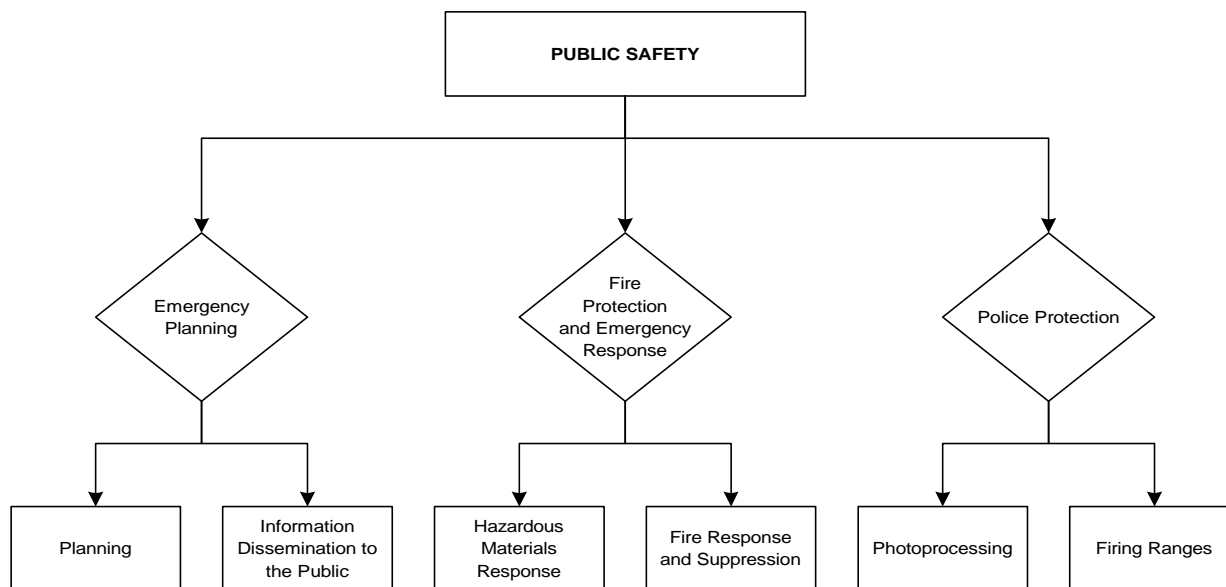 PUBLIC SAFETY
Emergency
Planning
Fire
Protection
and Emergency
Response
Police Protection
Planning
Information
Dissemination to
the Public
Hazardous
Materials
Response
Fire Response
and Suppression
Photoprocessing
Firing Ranges